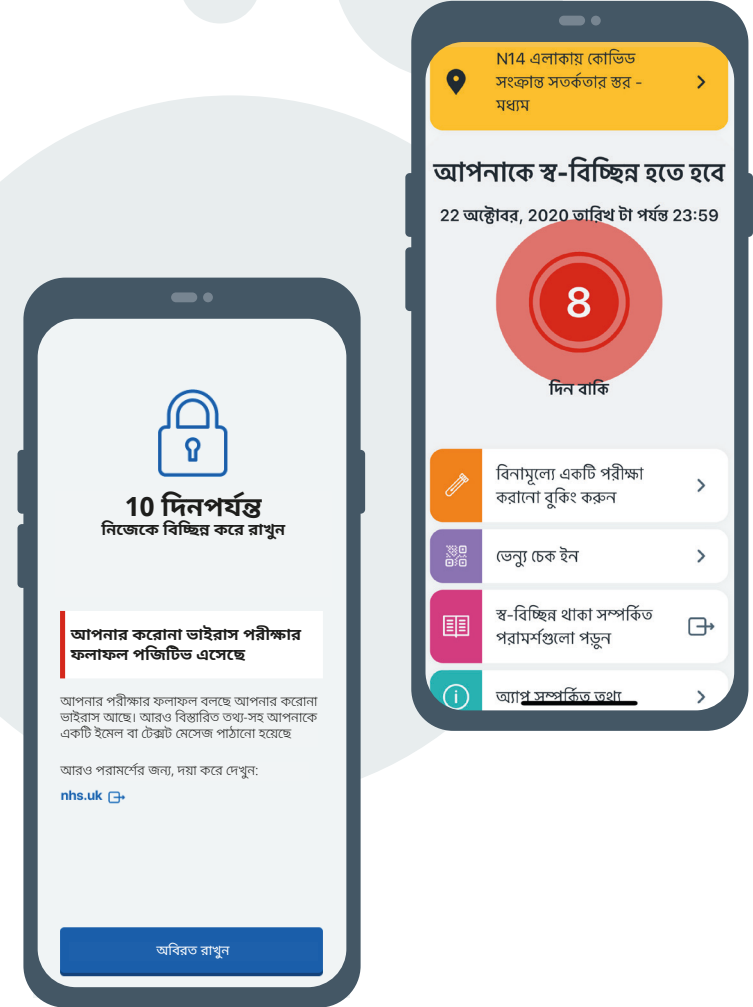 N14 এলাকায় কোভিড
সংক্রান্ত সতর্কতার স্তর -
মধ্যম
আপনাকে স্ব-বিচ্ছিন্ন হতে হবে
22 অক্টোবর, 2020 তারিখ টা পর্যন্ত 23:59
8
দিন বাকি
বিনামূল্যে একটি পরীক্ষা
করানো বুকিং করুন
ভেন্যু চেক ইন
স্ব-বিচ্ছিন্ন থাকা সম্পর্কিত
পরামর্শগুলো পড়ুন
অ্যাপ সম্পর্কিত তথ্য
10 দিনপর্যন্ত
নিজেকে বিচ্ছিন্ন করে রাখুন
আপনার করোনা ভাইরাস পরীক্ষার
ফলাফল পজিটিভ এসেছে
আপনার পরীক্ষার ফলাফল বলছে আপনার করোনা
ভাইরাস আছে। আরও বিস্তারিত তথ্য-সহ আপনাকে
একটি ইমেল বা টেক্সট মেসেজ পাঠানো হয়েছে
আরও পরামর্শের জন্য, দয়া করে দেখুন:
nhs.uk
অবিরত রাখুন